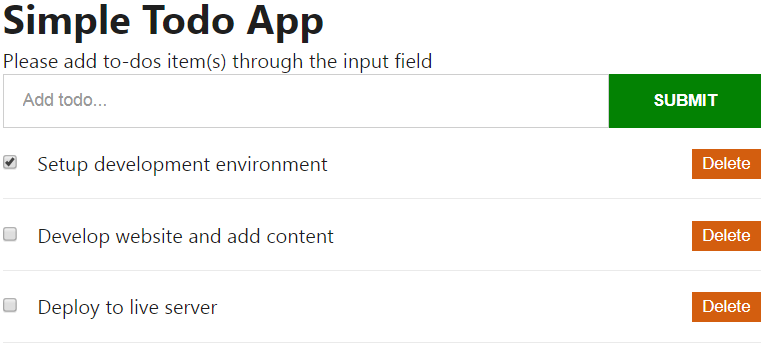 Simple Todo App
Please add to-dos item(s) through the input field
Add todo... SUBMIT
Setup development environment Delete
Develop website and add content Delete
Deploy to live server Delete